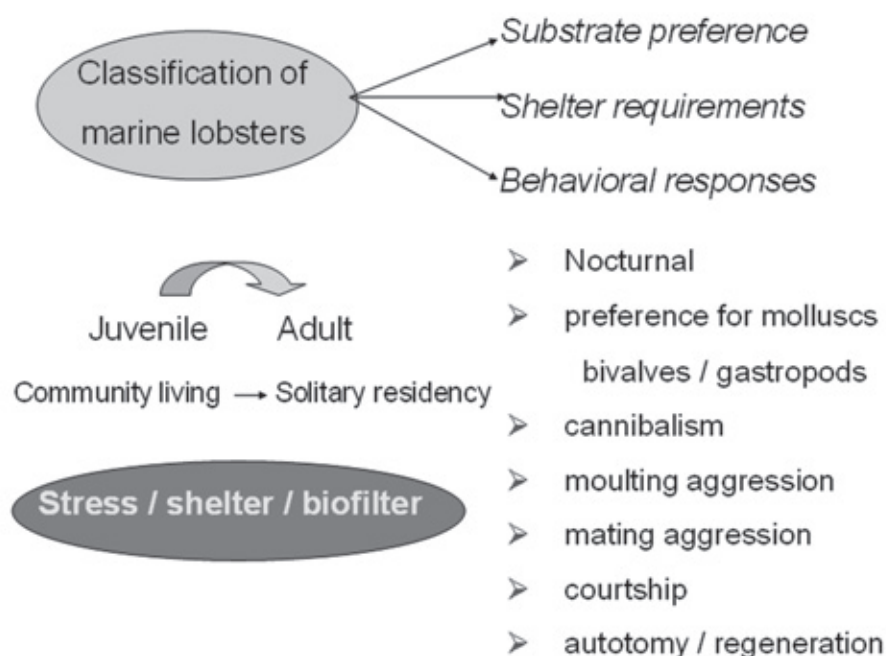 Classification of
marine lobsters
Substrate preference
Shelter requirements
Behavioral responses
Juvenile Adult
Community living → Solitary residency
Stress / shelter / biofilter
➢ Nocturnal
➢ preference for molluscs
bivalves / gastropods
➢ cannibalism
➢ moulting aggression
➢ mating aggression
➢ courtship
➢ autotomy / regeneration